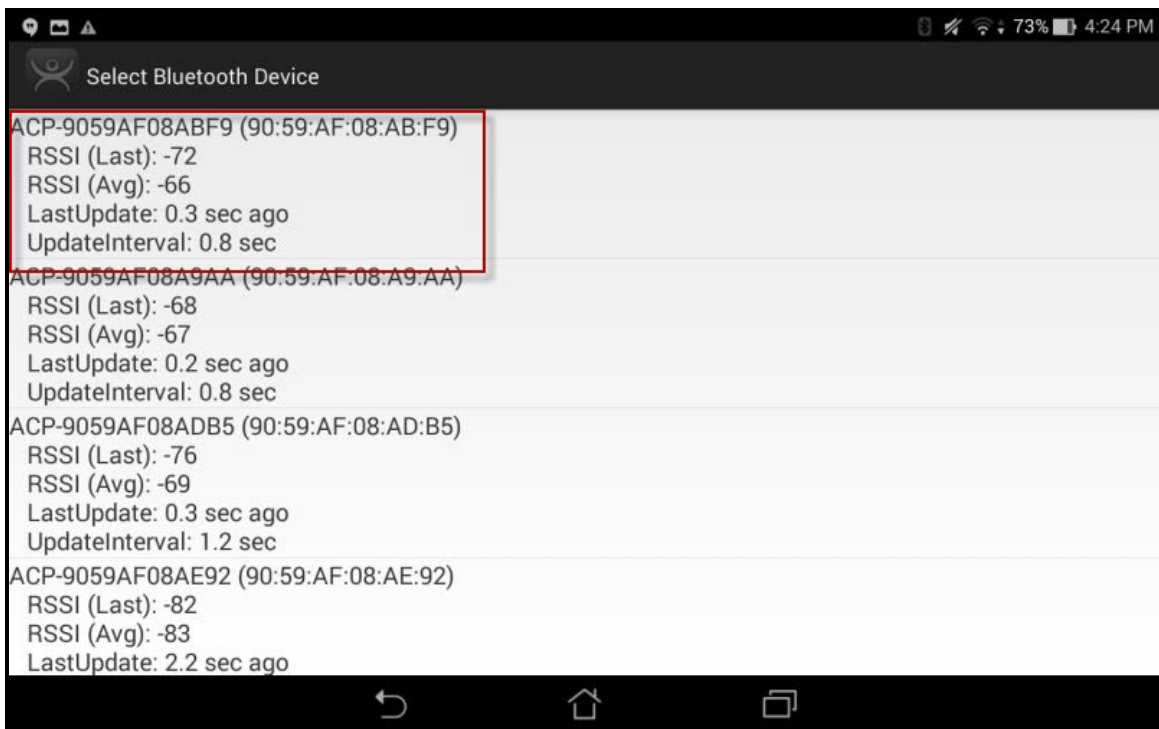 73% 4:24 PM
Select Bluetooth Device
ACP-9059AF08ABF9 (90:59:AF:08:AB:F9)
RSSI (Last): -72
RSSI (Avg): -66
LastUpdate: 0.3 sec ago
UpdateInterval: 0.8 sec
ACP-9059AF08A9AA (90:59:AF:08:A9:AA)
RSSI (Last): -68
RSSI (Avg): -67
LastUpdate: 0.2 sec ago
UpdateInterval: 0.8 sec
ACP-9059AF08ADB5 (90:59:AF:08:AD:B5)
RSSI (Last): -76
RSSI (Avg): -69
LastUpdate: 0.3 sec ago
UpdateInterval: 1.2 sec
ACP-9059AF08AE92 (90:59:AF:08:AE:92)
RSSI (Last): -82
RSSI (Avg): -83
LastUpdate: 2.2 sec ago